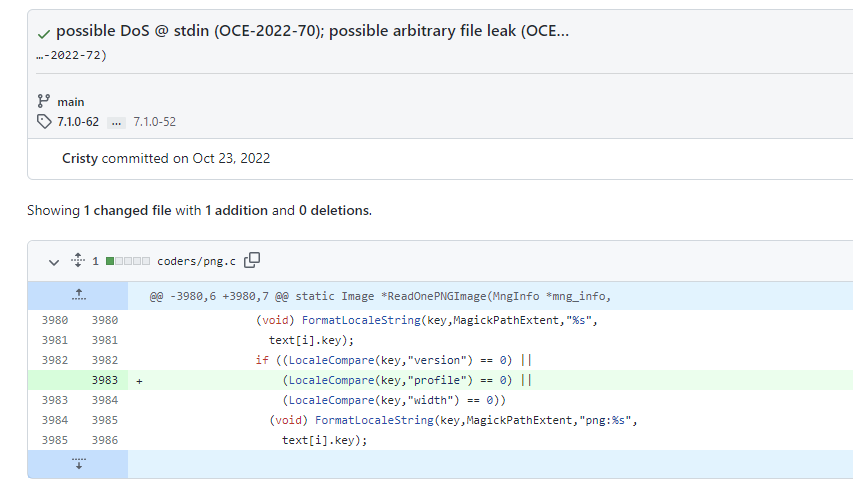 possible DoS @ stdin (OCE-2022-70); possible arbitrary file leak (OCE…
…-2022-72)
main
7.1.0-62 … 7.1.0-52
Cristy committed on Oct 23, 2022
Showing 1 changed file with 1 addition and 0 deletions.
1 coders/png.c
@@ -3980,6 +3980,7 @@ static Image *ReadOnePNGImage(MngInfo *mng_info,
3980 3980 (void) FormatLocaleString(key,MagickPathExtent,"%s",
3981 3981 text[i].key);
3982 3982 if ((LocaleCompare(key,"version") == 0) ||
3983 + (LocaleCompare(key,"profile") == 0) ||
3983 3984 (LocaleCompare(key,"width") == 0))
3984 3985 (void) FormatLocaleString(key,MagickPathExtent,"png:%s",
3985 3986 text[i].key);